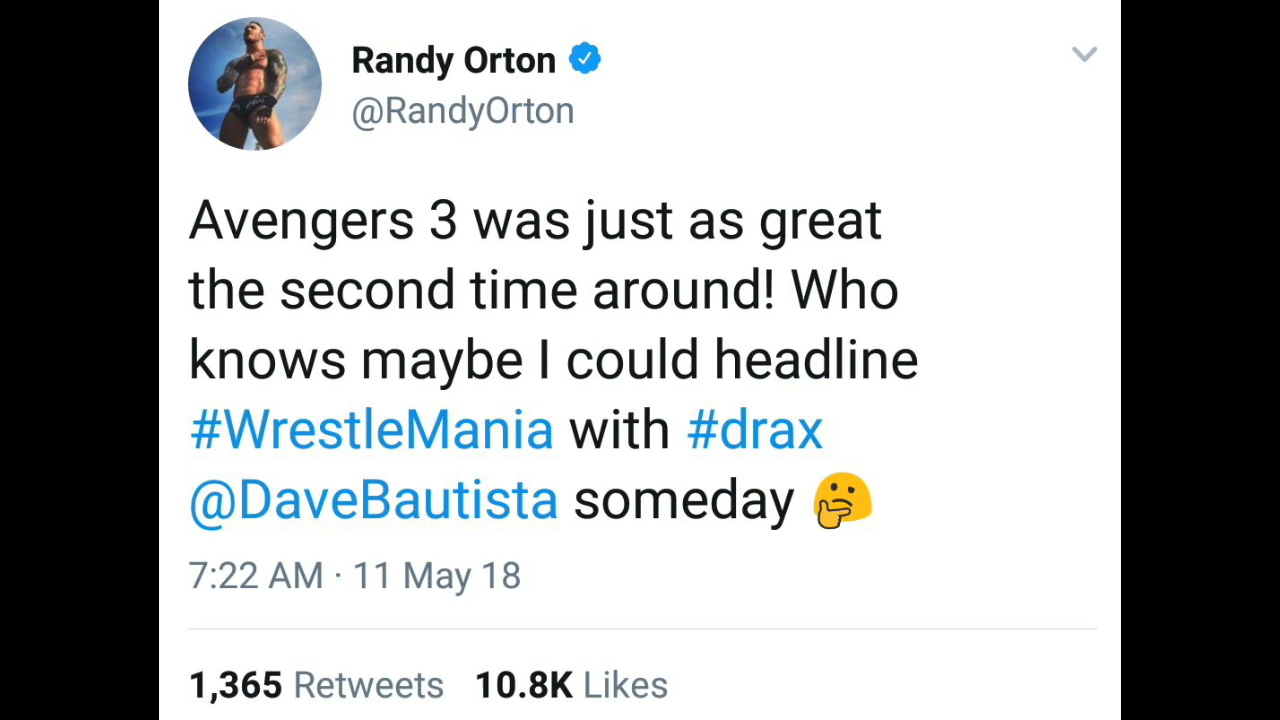 Randy Orton
@RandyOrton
Avengers 3 was just as great
the second time around! Who
knows maybe I could headline
#WrestleMania with #drax
@DaveBautista someday 🤔
7:22 AM · 11 May 18
1,365 Retweets 10.8K Likes